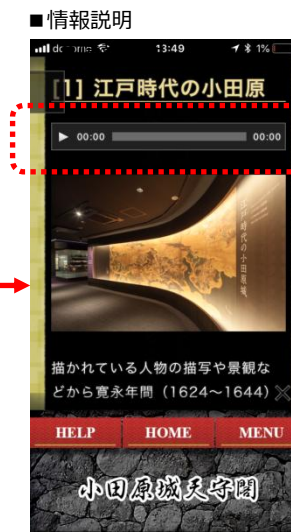 ■情報説明
docomo 13:49 1%
[1] 江戸時代の小田原
00:00 00:00
江戸時代の小田原城
描かれている人物の描写や景観な
どから寛永年間（1624～1644）
HELP HOME MENU
小田原城天守閣